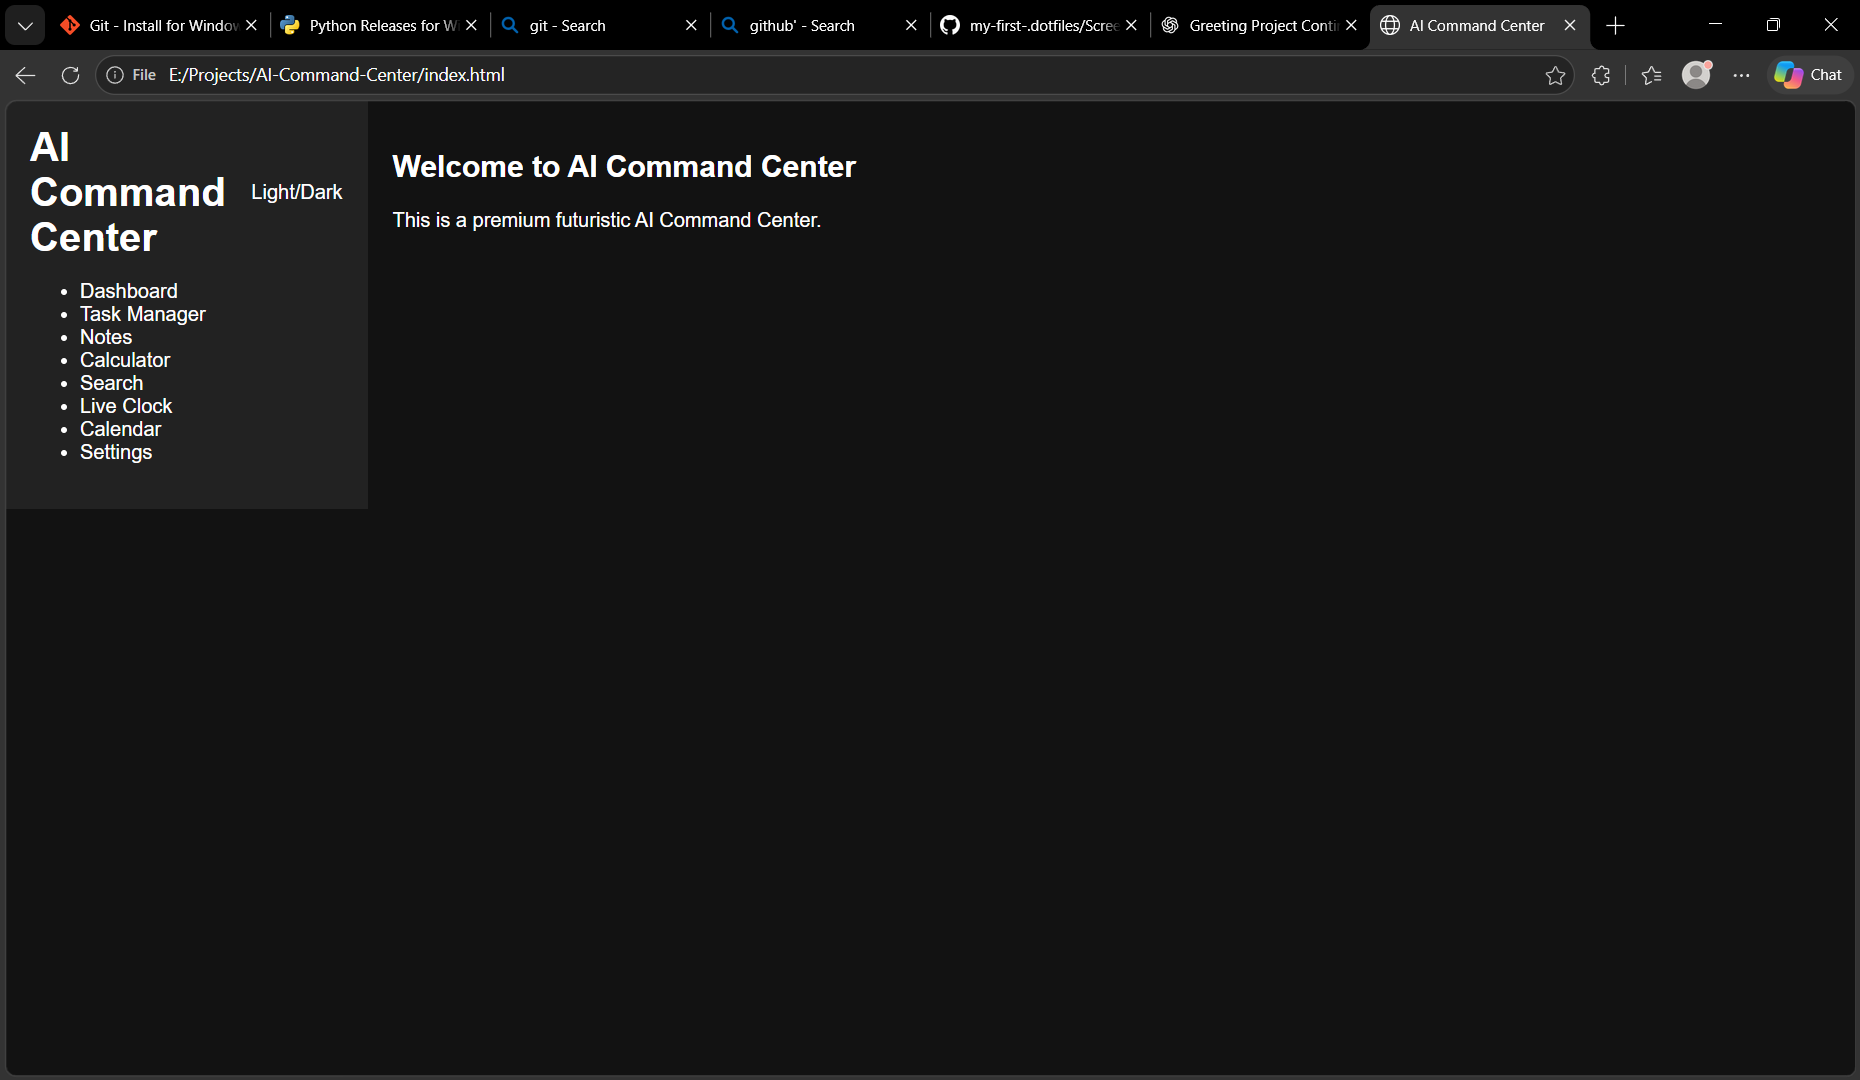 Git - Install for Window
Python Releases for Wi
git - Search
github' - Search
my-first-.dotfiles/Scree
Greeting Project Conti
AI Command Center
File E:/Projects/AI-Command-Center/index.html
Chat
AI
Command
Center
Light/Dark
Dashboard
Task Manager
Notes
Calculator
Search
Live Clock
Calendar
Settings
Welcome to AI Command Center
This is a premium futuristic AI Command Center.